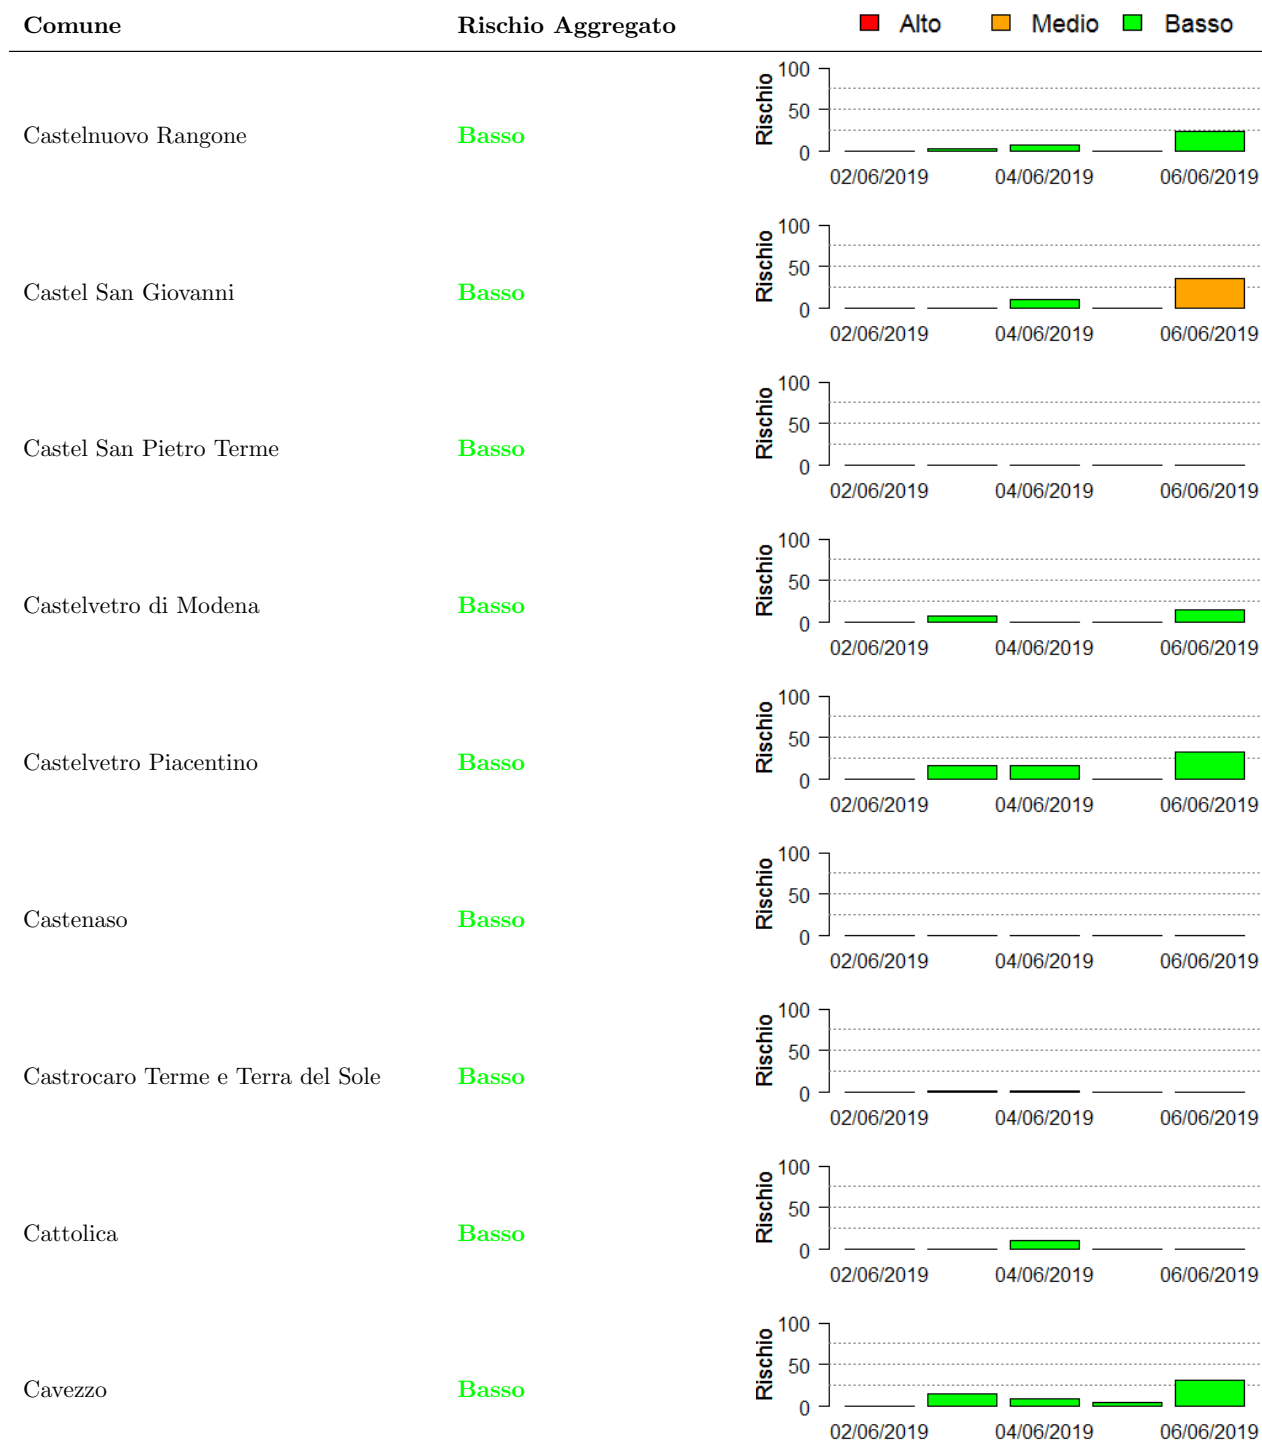 Comune Rischio Aggregato Alto Medio Basso
Castelnuovo Rangone Basso Rischio 100 50 0
02/06/2019 04/06/2019 06/06/2019
Castel San Giovanni Basso Rischio 100 50 0
02/06/2019 04/06/2019 06/06/2019
Castel San Pietro Terme Basso Rischio 100 50 0
02/06/2019 04/06/2019 06/06/2019
Castelvetro di Modena Basso Rischio 100 50 0
02/06/2019 04/06/2019 06/06/2019
Castelvetro Piacentino Basso Rischio 100 50 0
02/06/2019 04/06/2019 06/06/2019
Castenaso Basso Rischio 100 50 0
02/06/2019 04/06/2019 06/06/2019
Castrocaro Terme e Terra del Sole Basso Rischio 100 50 0
02/06/2019 04/06/2019 06/06/2019
Cattolica Basso Rischio 100 50 0
02/06/2019 04/06/2019 06/06/2019
Cavezzo Basso Rischio 100 50 0
02/06/2019 04/06/2019 06/06/2019